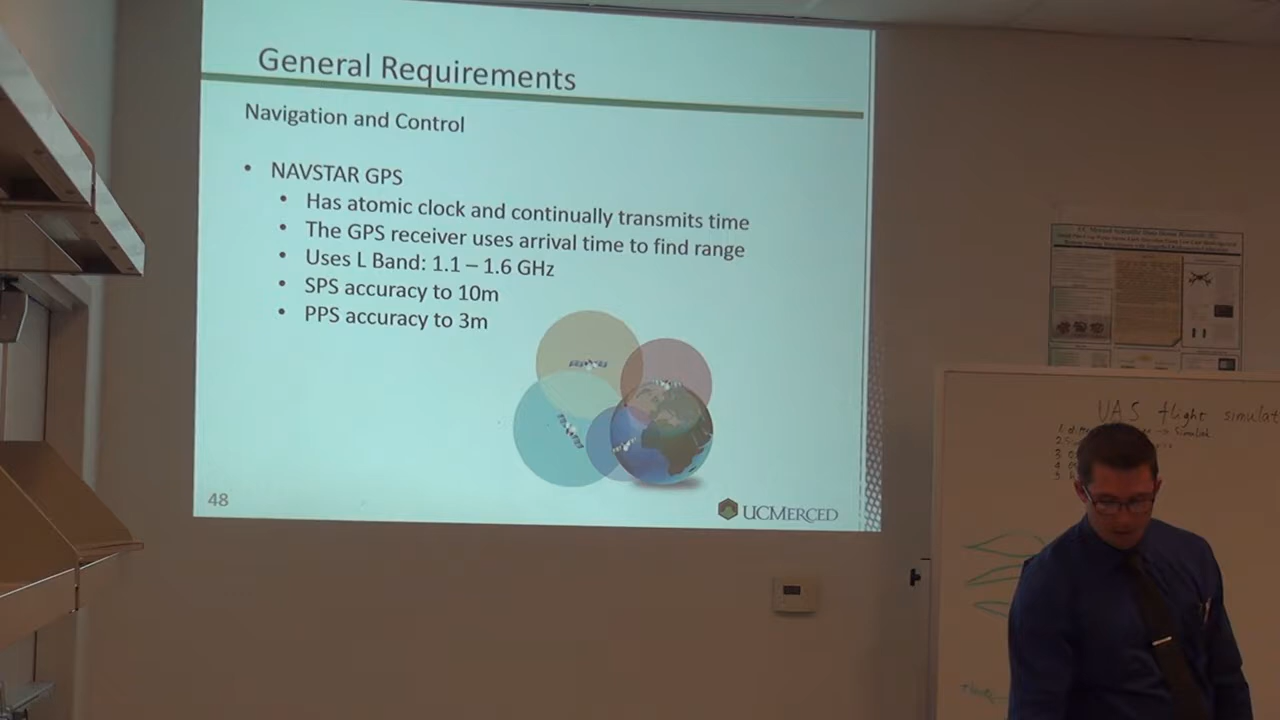 General Requirements
Navigation and Control
• NAVSTAR GPS
• Has atomic clock and continually transmits time
• The GPS receiver uses arrival time to find range
• Uses L Band: 1.1 – 1.6 GHz
• SPS accuracy to 10m
• PPS accuracy to 3m
48
UCMERCED
UAS flight simulat
→ Simulink